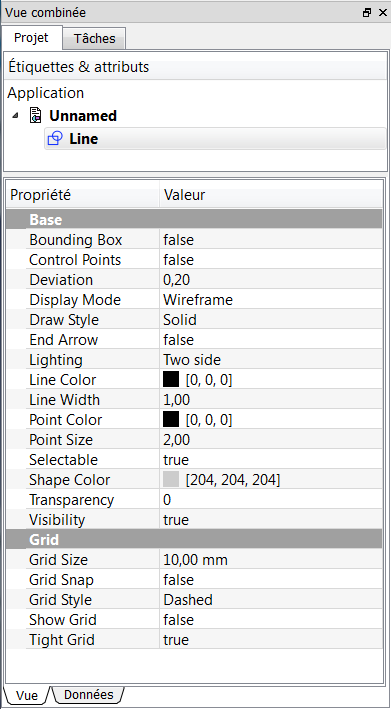 Vue combinée
Projet Tâches
Étiquettes & attributs
Application
Unnamed
Line
Propriété Valeur
Base
Bounding Box false
Control Points false
Deviation 0,20
Display Mode Wireframe
Draw Style Solid
End Arrow false
Lighting Two side
Line Color [0, 0, 0]
Line Width 1,00
Point Color [0, 0, 0]
Point Size 2,00
Selectable true
Shape Color [204, 204, 204]
Transparency 0
Visibility true
Grid
Grid Size 10,00 mm
Grid Snap false
Grid Style Dashed
Show Grid false
Tight Grid true
Vue Données